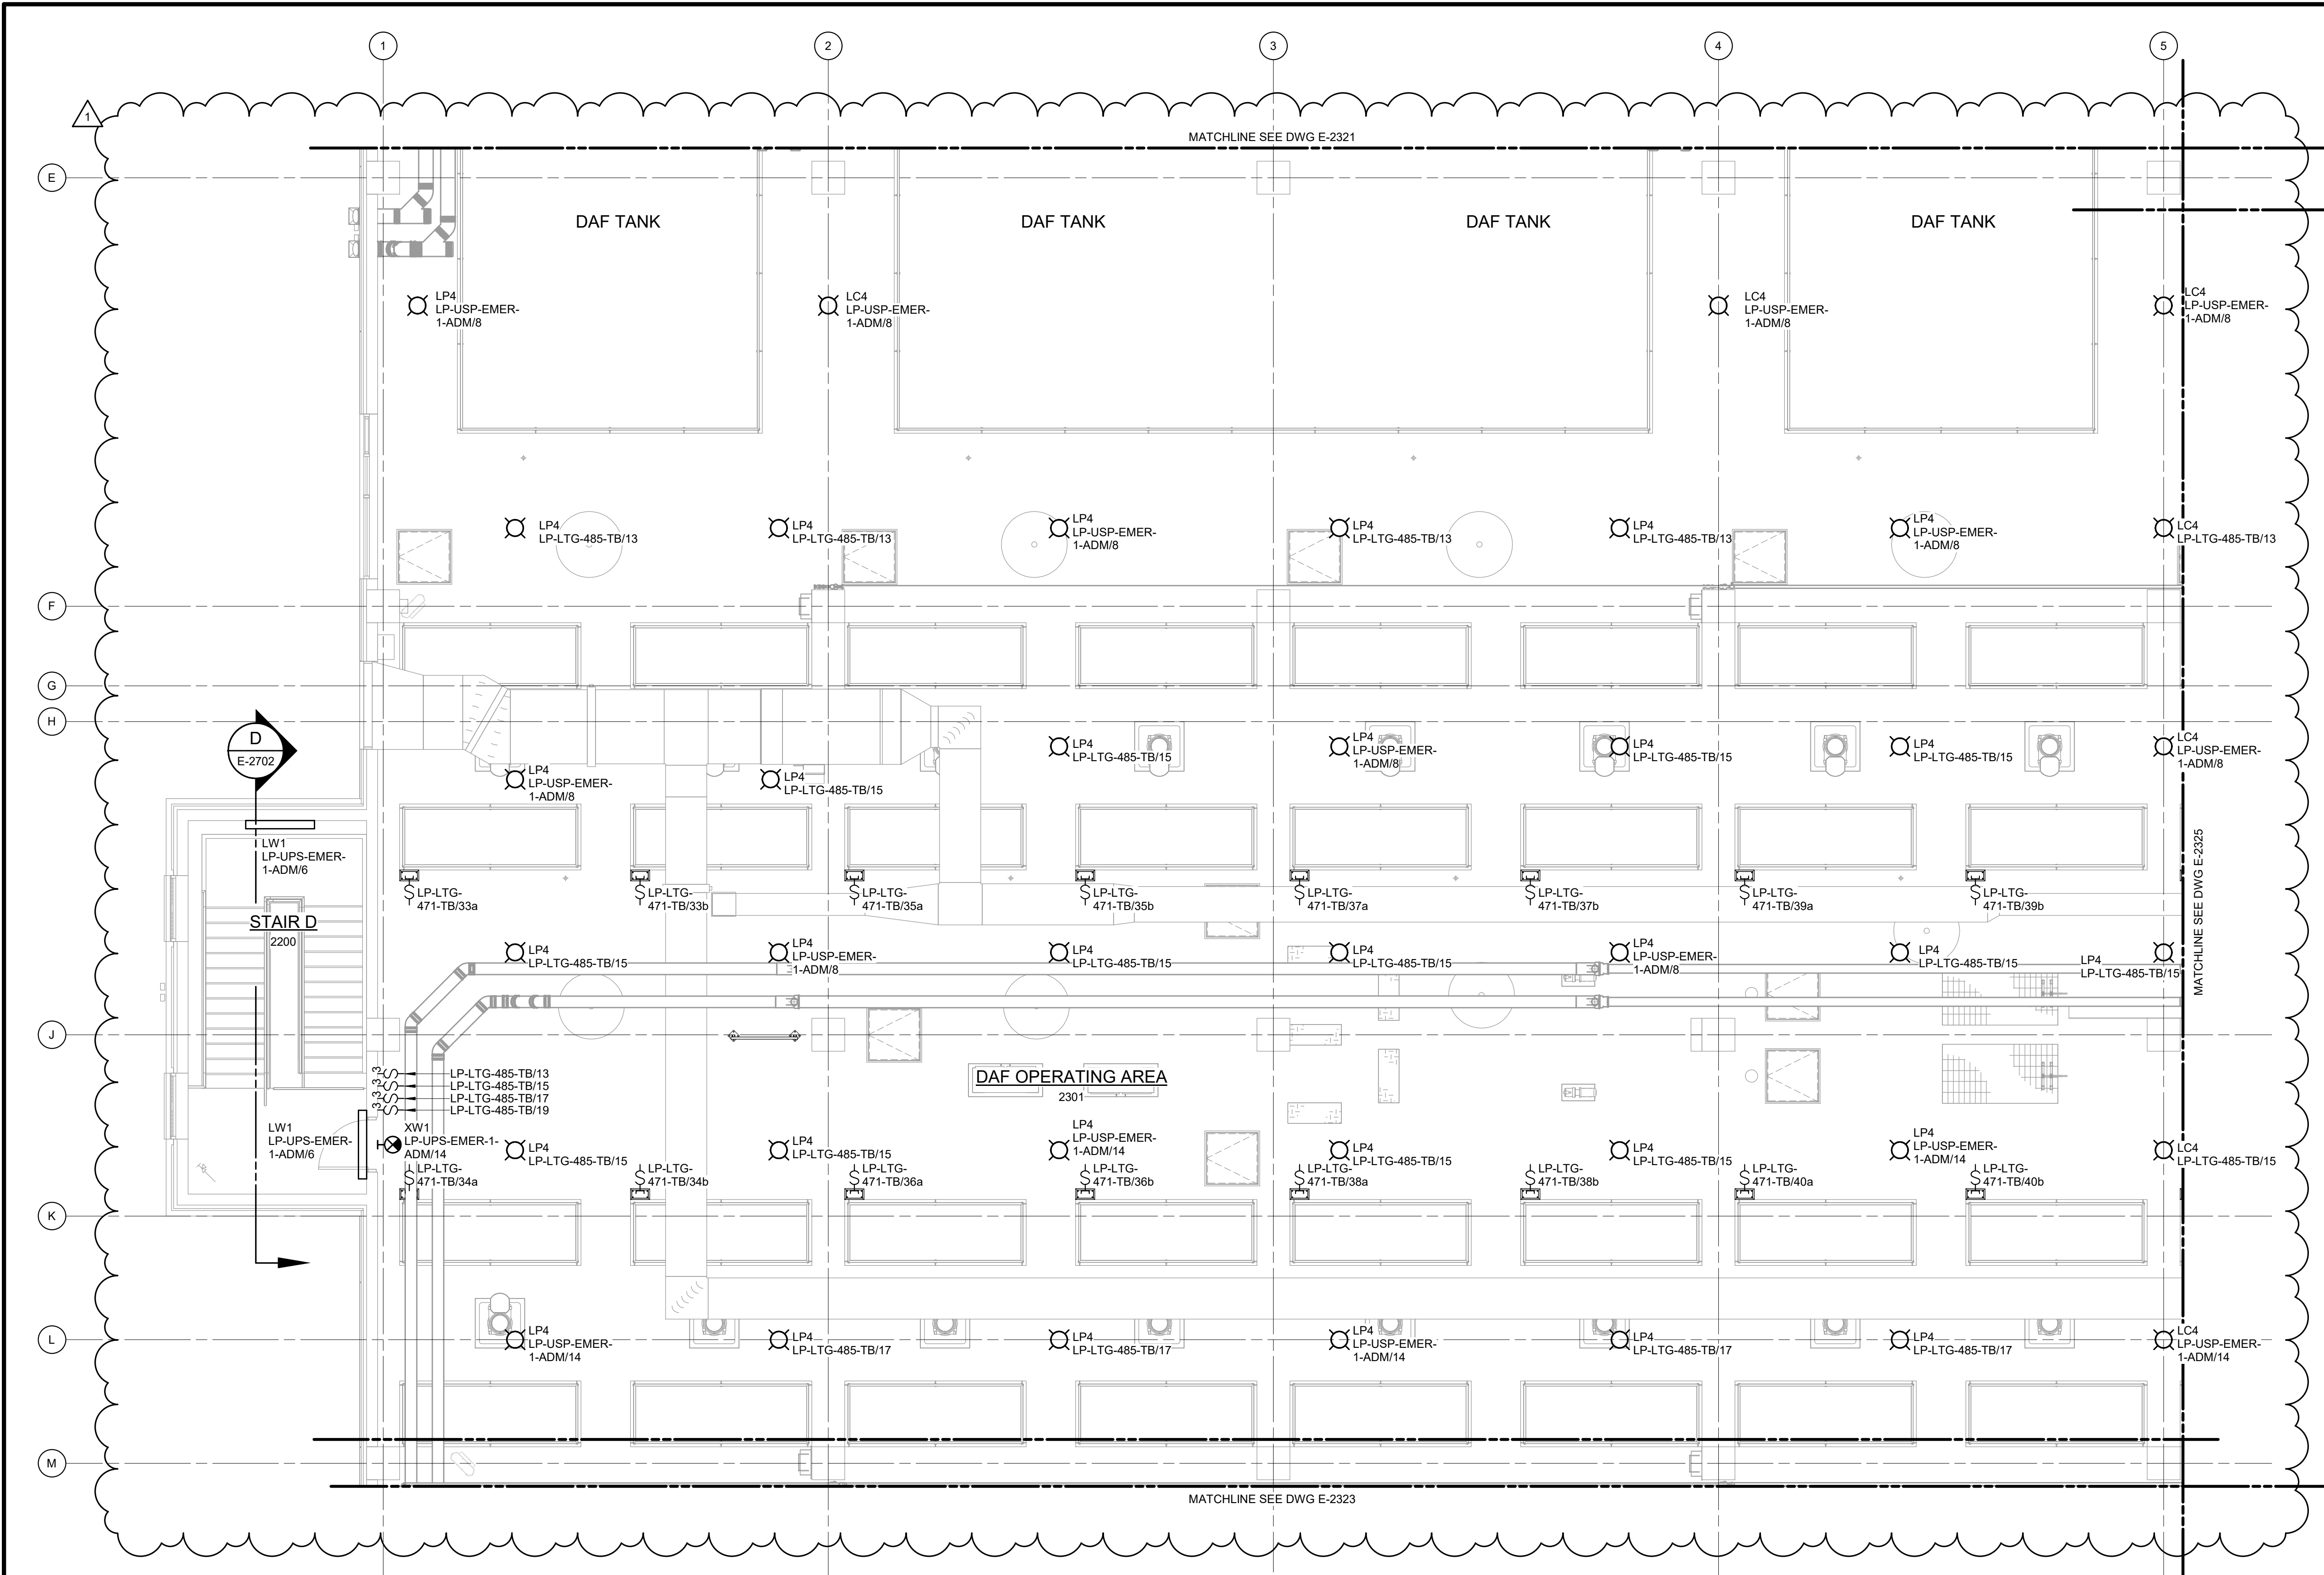 1
2
3
4
5
1
MATCHLINE SEE DWG E-2321
E
DAF TANK
DAF TANK
DAF TANK
DAF TANK
LP4
LP-USP-EMER-
1-ADM/8
LC4
LP-USP-EMER-
1-ADM/8
LC4
LP-USP-EMER-
1-ADM/8
LC4
LP-USP-EMER-
1-ADM/8
LP4
LP-LTG-485-TB/13
LP4
LP-LTG-485-TB/13
LP4
LP-USP-EMER-
1-ADM/8
LP4
LP-LTG-485-TB/13
LP4
LP-LTG-485-TB/13
LP4
LP-USP-EMER-
1-ADM/8
LC4
LP-LTG-485-TB/13
F
G
H
D
E-2702
LP4
LP-USP-EMER-
1-ADM/8
LP4
LP-LTG-485-TB/15
LP4
LP-LTG-485-TB/15
LP4
LP-USP-EMER-
1-ADM/8
LP4
LP-LTG-485-TB/15
LP4
LP-LTG-485-TB/15
LC4
LP-USP-EMER-
1-ADM/8
LW1
LP-UPS-EMER-
1-ADM/6
MATCHLINE SEE DWG E-2325
S LP-LTG-
471-TB/33a
S LP-LTG-
471-TB/33b
S LP-LTG-
471-TB/35a
S LP-LTG-
471-TB/35b
S LP-LTG-
471-TB/37a
S LP-LTG-
471-TB/37b
S LP-LTG-
471-TB/39a
S LP-LTG-
471-TB/39b
STAIR D
2200
LP4
LP-LTG-485-TB/15
LP4
LP-USP-EMER-
1-ADM/8
LP4
LP-LTG-485-TB/15
LP4
LP-LTG-485-TB/15
LP4
LP-USP-EMER-
1-ADM/8
LP4
LP-LTG-485-TB/15
LP4
LP-LTG-485-TB/15
J
3 S LP-LTG-485-TB/13
3 S LP-LTG-485-TB/15
3 S LP-LTG-485-TB/17
3 S LP-LTG-485-TB/19
DAF OPERATING AREA
2301
LW1
LP-UPS-EMER-
1-ADM/6
XW1
LP-UPS-EMER-1-
ADM/14
LP4
LP-LTG-485-TB/15
LP4
LP-LTG-485-TB/15
LP4
LP-USP-EMER-
1-ADM/14
LP4
LP-LTG-485-TB/15
LP4
LP-LTG-485-TB/15
LP4
LP-USP-EMER-
1-ADM/14
LC4
LP-LTG-485-TB/15
S LP-LTG-
471-TB/34a
S LP-LTG-
471-TB/34b
S LP-LTG-
471-TB/36a
S LP-LTG-
471-TB/36b
S LP-LTG-
471-TB/38a
S LP-LTG-
471-TB/38b
S LP-LTG-
471-TB/40a
S LP-LTG-
471-TB/40b
K
L
LP4
LP-USP-EMER-
1-ADM/14
LP4
LP-LTG-485-TB/17
LP4
LP-LTG-485-TB/17
LP4
LP-USP-EMER-
1-ADM/14
LP4
LP-LTG-485-TB/17
LP4
LP-LTG-485-TB/17
LC4
LP-USP-EMER-
1-ADM/14
M
MATCHLINE SEE DWG E-2323